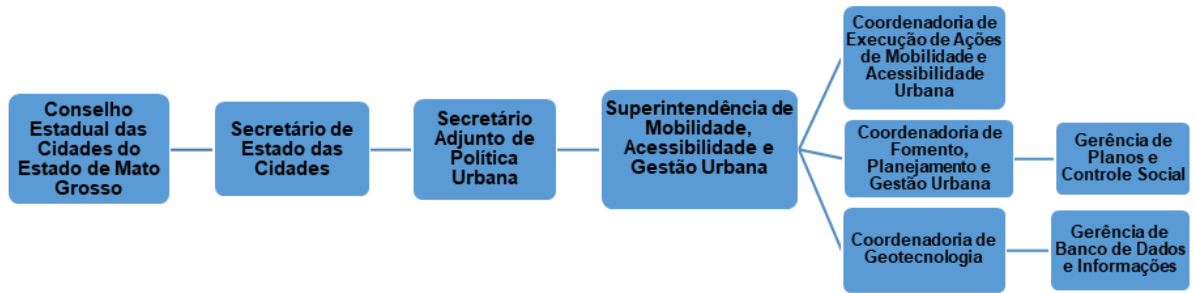 Conselho
Estadual das
Cidades do
Estado de Mato
Grosso
Secretário de
Estado das
Cidades
Secretário
Adjunto de
Política
Urbana
Superintendência de
Mobilidade,
Acessibilidade e
Gestão Urbana
Coordenadoria de
Execução de Ações
de Mobilidade e
Acessibilidade
Urbana
Coordenadoria de
Fomento,
Planejamento e
Gestão Urbana
Gerência de
Planos e
Controle Social
Coordenadoria de
Geotecnologia
Gerência de
Banco de Dados
e Informações